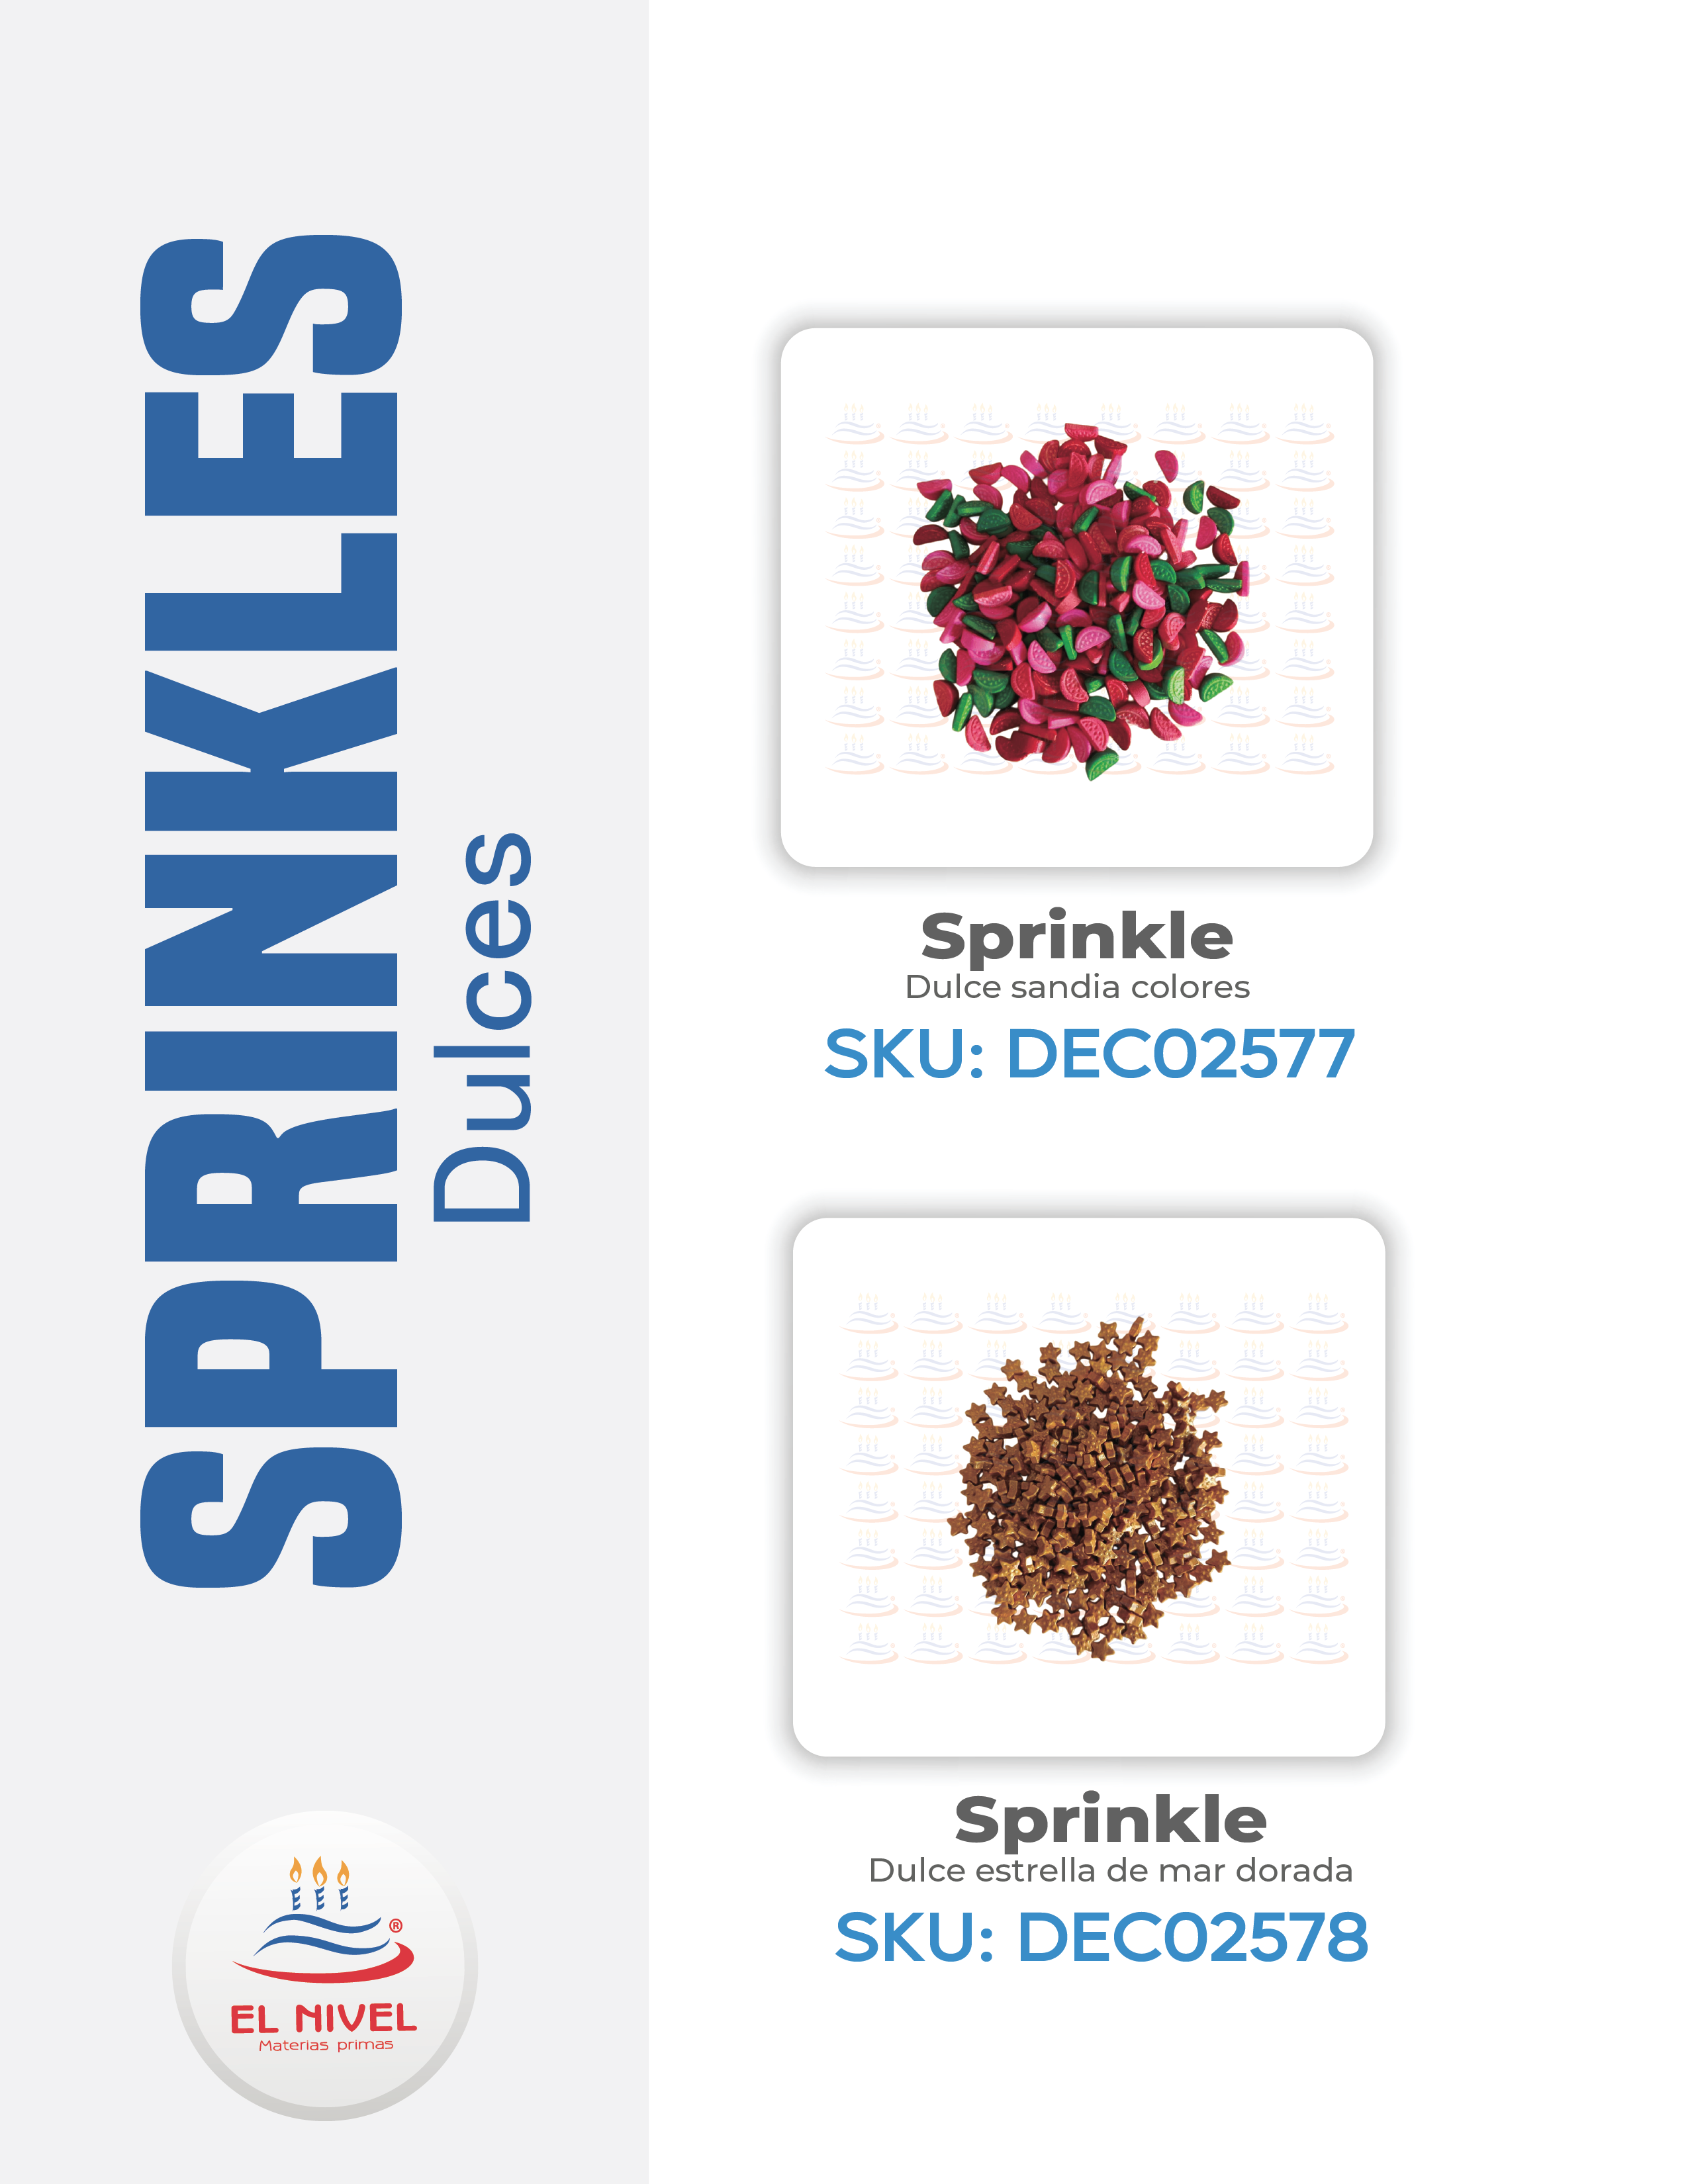 SPRINKLES
Dulces
Sprinkle
Dulce sandia colores
SKU: DEC02577
Sprinkle
Dulce estrella de mar dorada
SKU: DEC02578
®
EL NIVEL
Materias primas